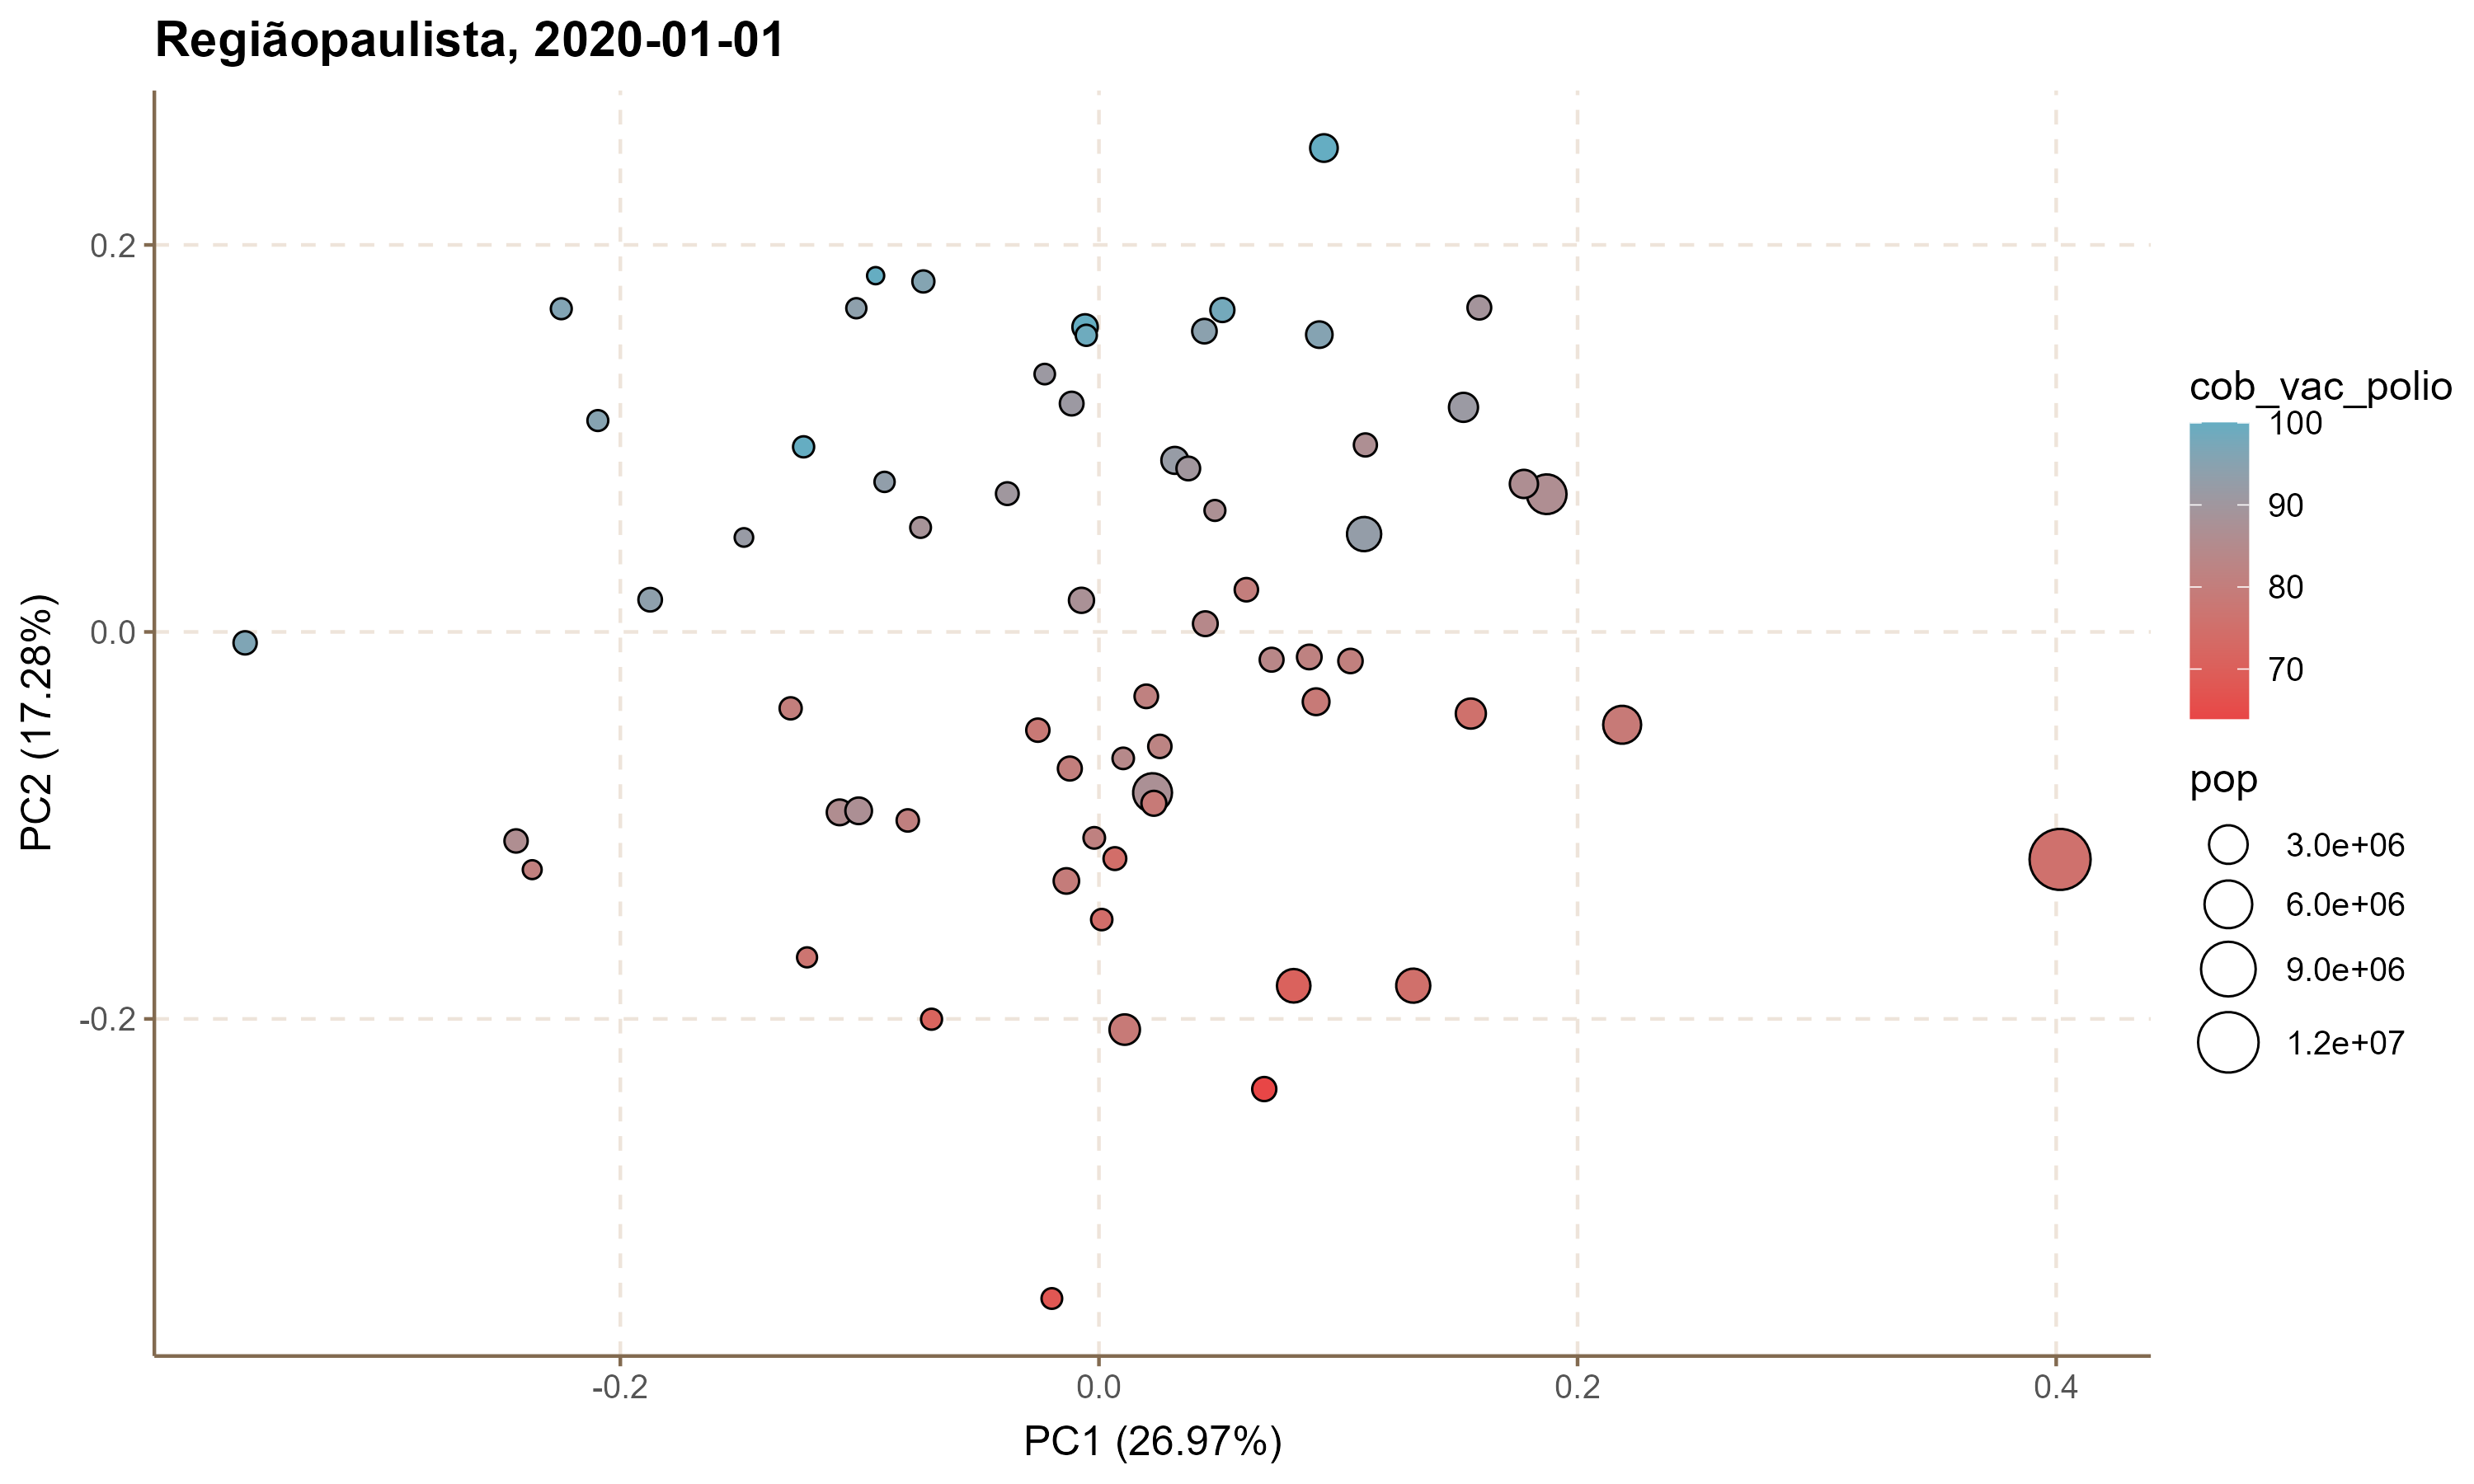 Regiãopaulista, 2020-01-01
PC2 (17.28%)
0.2
0.0
-0.2
-0.2
0.0
0.2
0.4
PC1 (26.97%)
cob_vac_polio
100
90
80
70
pop
3.0e+06
6.0e+06
9.0e+06
1.2e+07